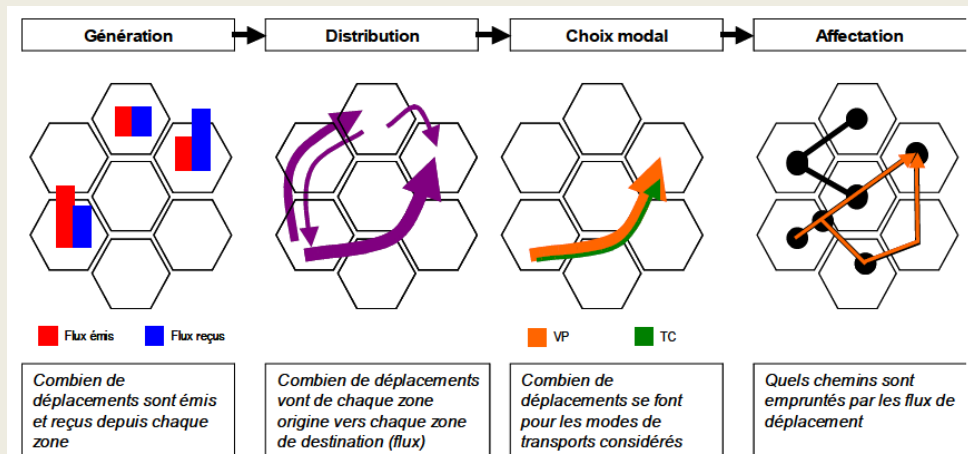 Génération
Distribution
Choix modal
Affectation
Flux émis
Flux reçus
VP
TC
Combien de
déplacements sont émis
et reçus depuis chaque
zone
Combien de déplacements
vont de chaque zone
origine vers chaque zone
de destination (flux)
Combien de
déplacements se font
pour les modes de
transports considérés
Quels chemins sont
empruntés par les flux de
déplacement